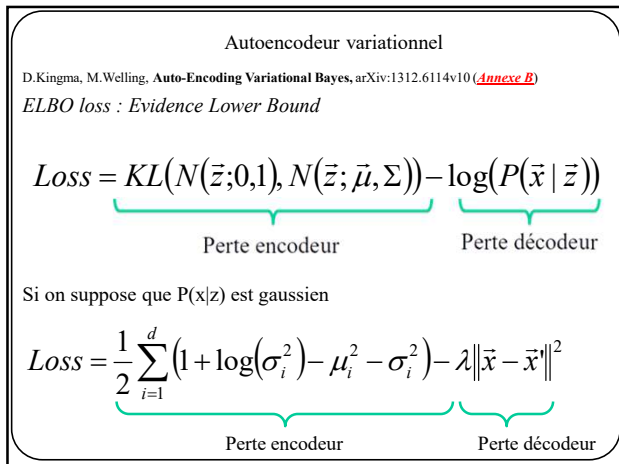 Autoencodeur variationnel
D.Kingma, M.Welling, Auto-Encoding Variational Bayes, arXiv:1312.6114v10 (Annexe B)
ELBO loss : Evidence Lower Bound
Loss = KL(N(z⃗;0,1), N(z⃗; μ⃗, Σ)) − log(P(x⃗ | z⃗))
Perte encodeur Perte décodeur
Si on suppose que P(x|z) est gaussien
Loss = 1/2 ∑_{i=1}^{d} (1 + log(σ_i^2) − μ_i^2 − σ_i^2) − λ‖x⃗ − x⃗'‖^2
Perte encodeur Perte décodeur